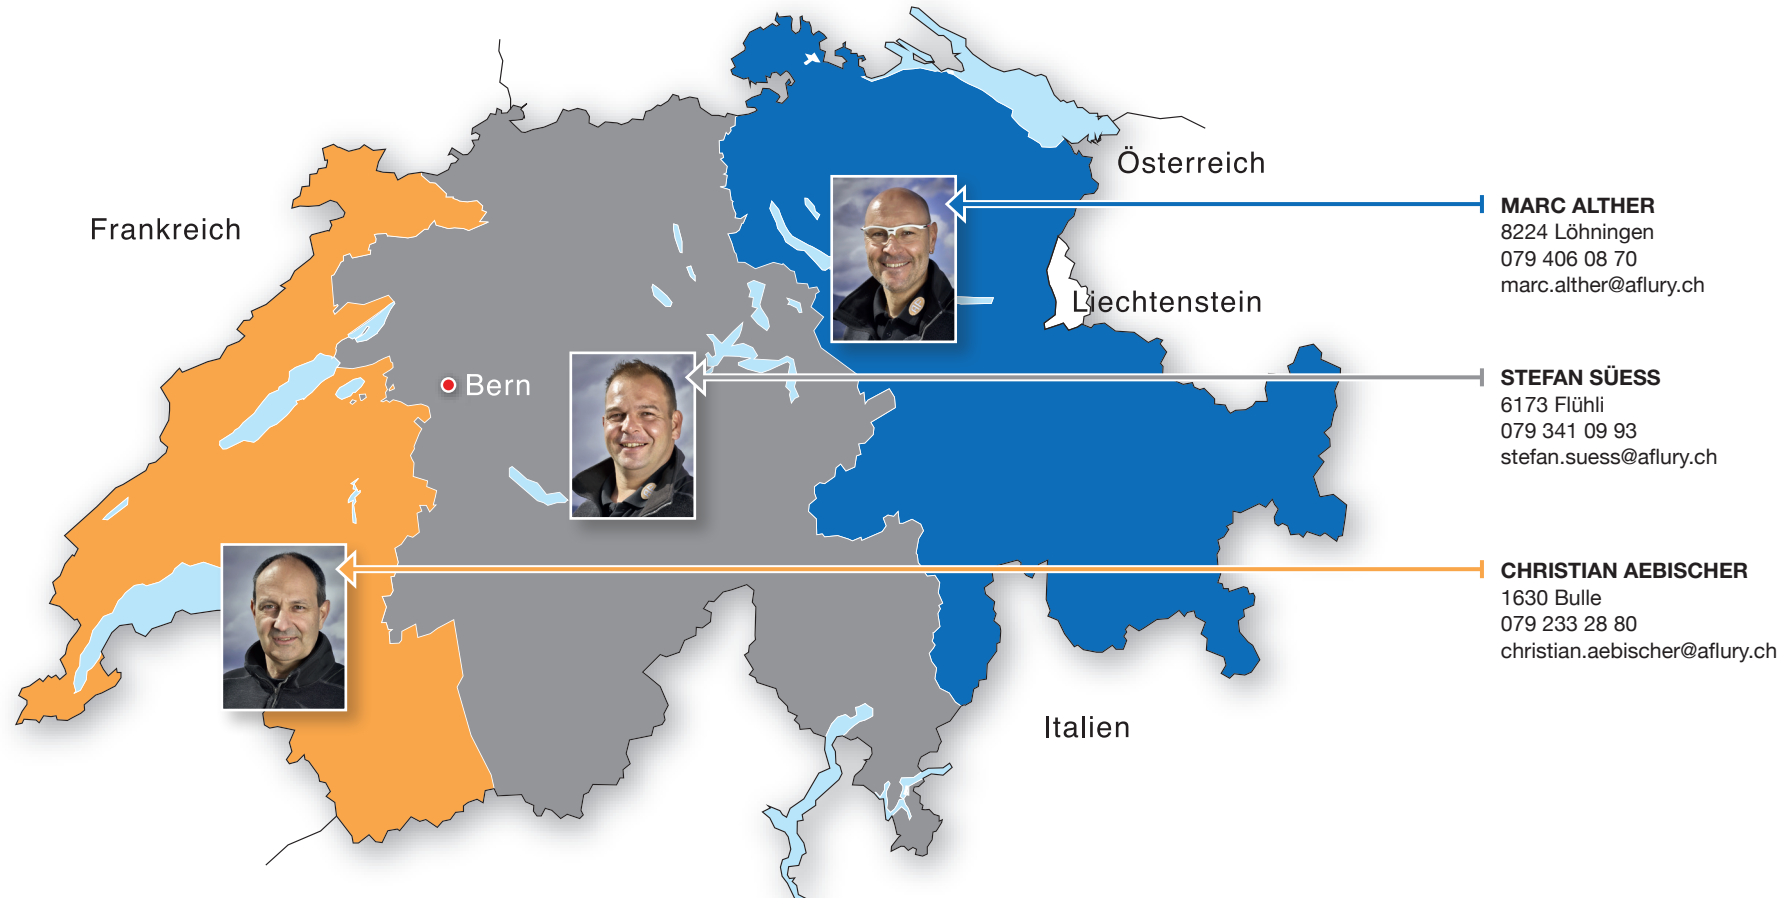 Österreich
Frankreich
Liechtenstein
Bern
Italien
MARC ALTHER
8224 Löhningen
079 406 08 70
marc.alther@aflury.ch
STEFAN SÜESS
6173 Flühli
079 341 09 93
stefan.suess@aflury.ch
CHRISTIAN AEBISCHER
1630 Bulle
079 233 28 80
christian.aebischer@aflury.ch